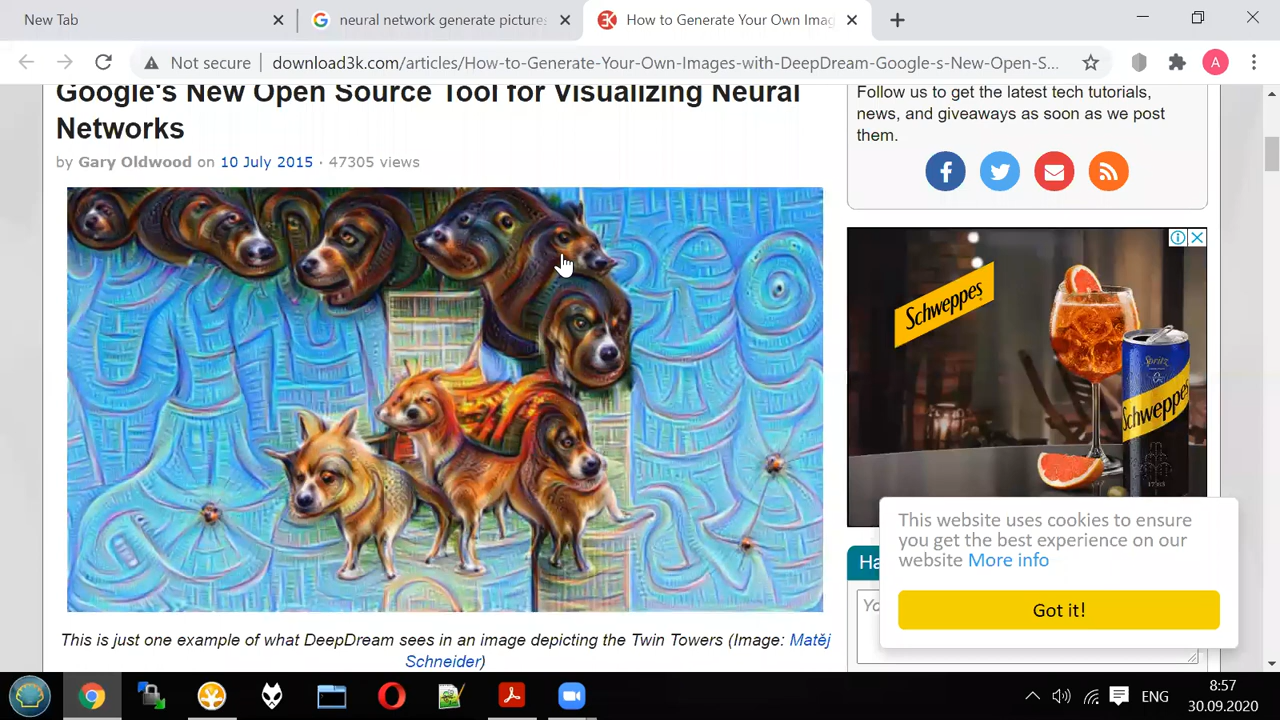 New Tab
neural network generate pictures
How to Generate Your Own Imag
Not secure
download3k.com/articles/How-to-Generate-Your-Own-Images-with-DeepDream-Google-s-New-Open-S...
A
Google's New Open Source Tool for Visualizing Neural
Networks
by Gary Oldwood on 10 July 2015 · 47305 views
This is just one example of what DeepDream sees in an image depicting the Twin Towers (Image: Matěj
Schneider)
Follow us to get the latest tech tutorials,
news, and giveaways as soon as we post
them.
Schweppes
Spritz
Schweppes
Ha
Yo
This website uses cookies to ensure
you get the best experience on our
website More info
Got it!
ENG
8:57
30.09.2020